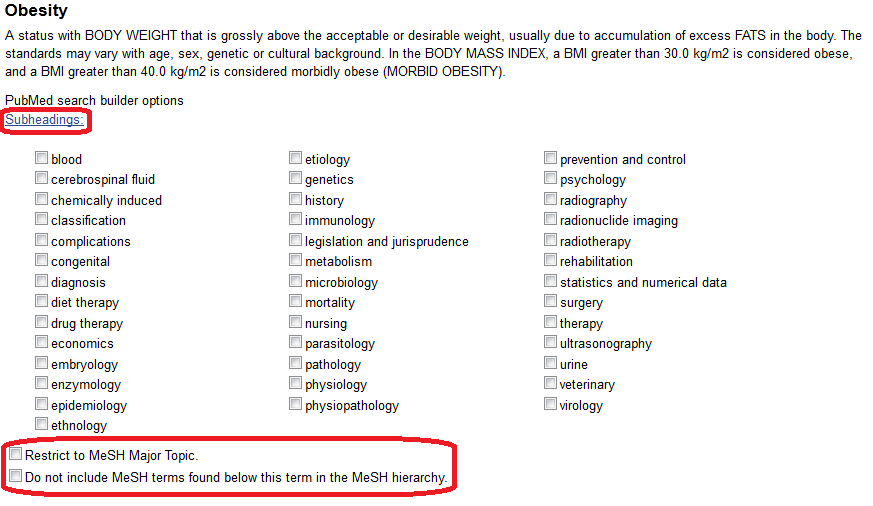 Obesity
A status with BODY WEIGHT that is grossly above the acceptable or desirable weight, usually due to accumulation of excess FATS in the body. The
standards may vary with age, sex, genetic or cultural background. In the BODY MASS INDEX, a BMI greater than 30.0 kg/m2 is considered obese,
and a BMI greater than 40.0 kg/m2 is considered morbidly obese (MORBID OBESITY).
PubMed search builder options
Subheadings:
blood
cerebrospinal fluid
chemically induced
classification
complications
congenital
diagnosis
diet therapy
drug therapy
economics
embryology
enzymology
epidemiology
ethnology
etiology
genetics
history
immunology
legislation and jurisprudence
metabolism
microbiology
mortality
nursing
parasitology
pathology
physiology
physiopathology
prevention and control
psychology
radiography
radionuclide imaging
radiotherapy
rehabilitation
statistics and numerical data
surgery
therapy
ultrasonography
urine
veterinary
virology
Restrict to MeSH Major Topic.
Do not include MeSH terms found below this term in the MeSH hierarchy.